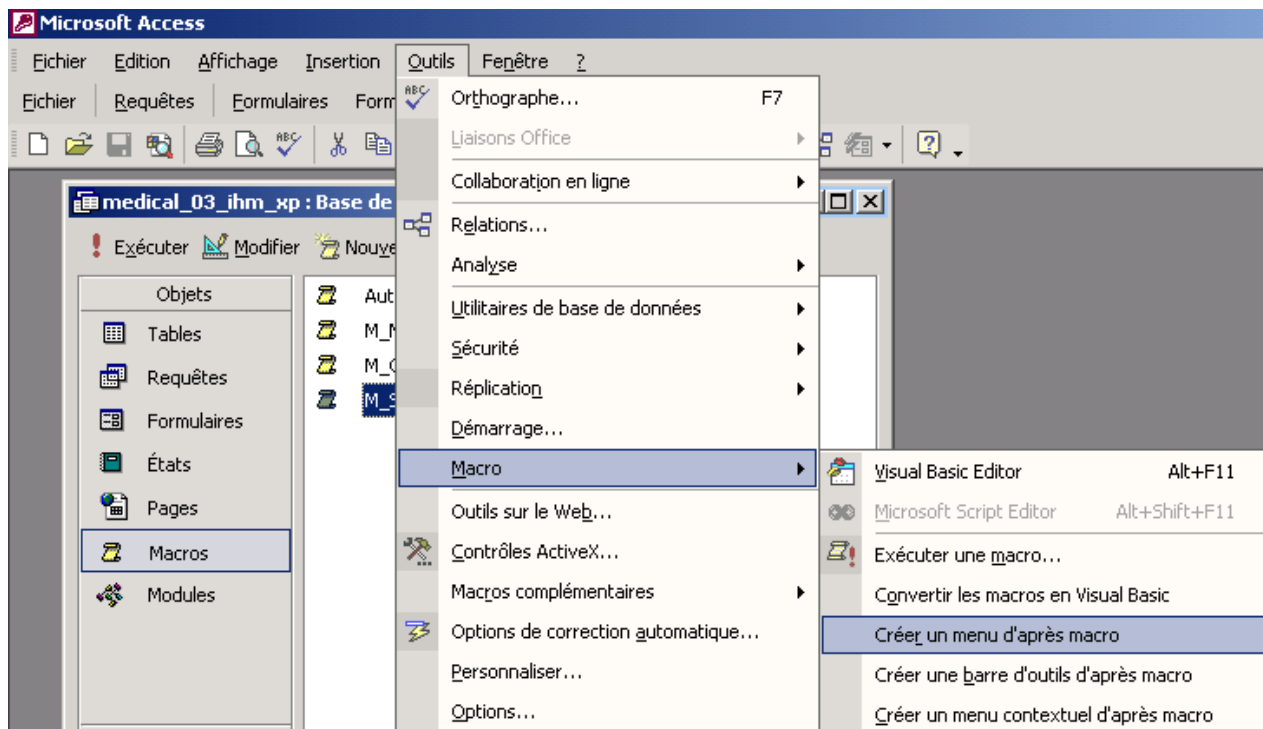 Microsoft Access
Fichier Edition Affichage Insertion Outils Fenêtre ?
Fichier Requêtes Formulaires
Orthographe... F7
Liaisons Office
Collaboration en ligne
medical_03_ihm_xp : Base de
Relations...
Exécuter Modifier
Analyse
Objets
Utilitaires de base de données
Tables
Sécurité
Requêtes
Réplication
Formulaires
Démarrage...
États
Macro
Visual Basic Editor Alt+F11
Pages
Outils sur le Web...
Microsoft Script Editor Alt+Shift+F11
Macros
Contrôles ActiveX...
Exécuter une macro...
Modules
Macros complémentaires
Convertir les macros en Visual Basic
Options de correction automatique...
Créer un menu d'après macro
Personnaliser...
Créer une barre d'outils d'après macro
Options...
Créer un menu contextuel d'après macro